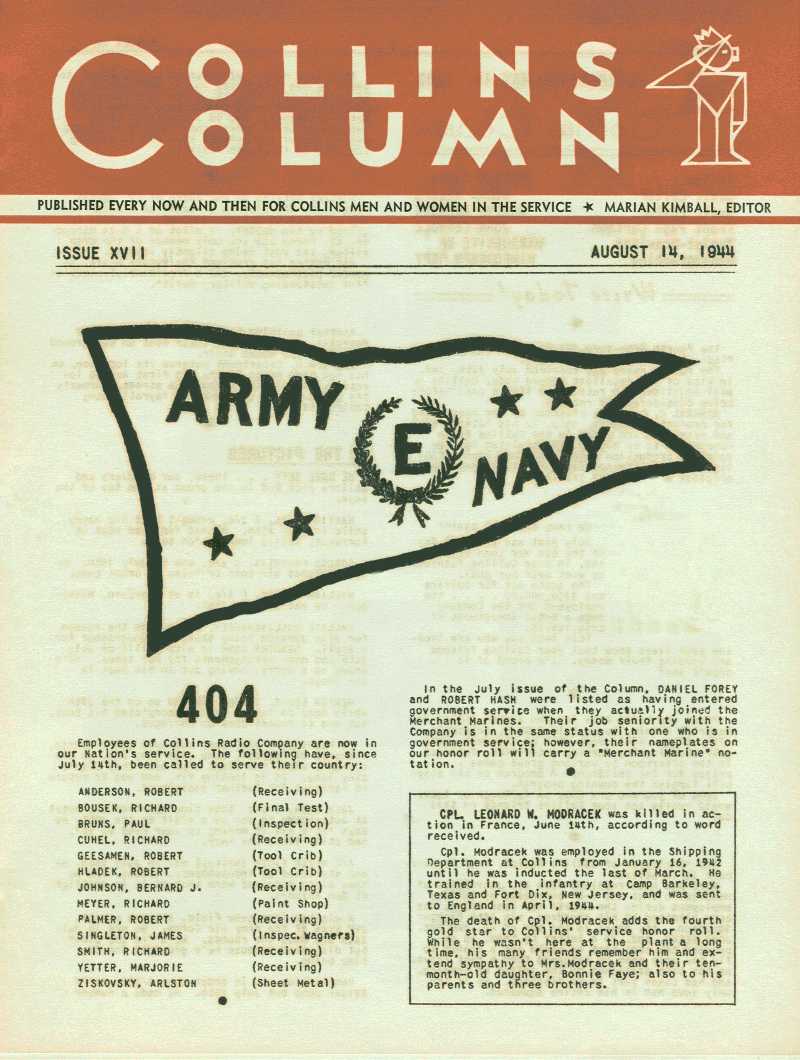 COLLINS
COLUMN
PUBLISHED EVERY NOW AND THEN FOR COLLINS MEN AND WOMEN IN THE SERVICE ★ MARIAN KIMBALL, EDITOR
ISSUE XVII
AUGUST 14, 1944
ARMY
E
NAVY
404
Employees of Collins Radio Company are now in
our Nation's service. The following have, since
July 14th, been called to serve their country:
ANDERSON, ROBERT (Receiving)
BOUSEK, RICHARD (Final Test)
BRUNS, PAUL (Inspection)
CUHEL, RICHARD (Receiving)
GEESAMEN, ROBERT (Tool Crib)
HLADEK, ROBERT (Tool Crib)
JOHNSON, BERNARD J. (Receiving)
MEYER, RICHARD (Paint Shop)
PALMER, ROBERT (Receiving)
SINGLETON, JAMES (Inspec. Wagners)
SMITH, RICHARD (Receiving)
YETTER, MARJORIE (Receiving)
ZISKOVSKY, ARLSTON (Sheet Metal)
In the July issue of the Column, DANIEL FOREY
and ROBERT HASH were listed as having entered
government service when they actually joined the
Merchant Marines. Their job seniority with the
Company is in the same status with one who is in
government service; however, their nameplates on
our honor roll will carry a "Merchant Marine" no-
tation.
CPL. LEONARD W. MODRACEK was killed in ac-
tion in France, June 14th, according to word
received.
Cpl. Modracek was employed in the Shipping
Department at Collins from January 16, 1942
until he was inducted the last of March. He
trained in the infantry at Camp Barkeley,
Texas and Fort Dix, New Jersey, and was sent
to England in April, 1944.
The death of Cpl. Modracek adds the fourth
gold star to Collins' service honor roll.
While he wasn't here at the plant a long
time, his many friends remember him and ex-
tend sympathy to Mrs.Modracek and their ten-
month-old daughter, Bonnie Faye; also to his
parents and three brothers.